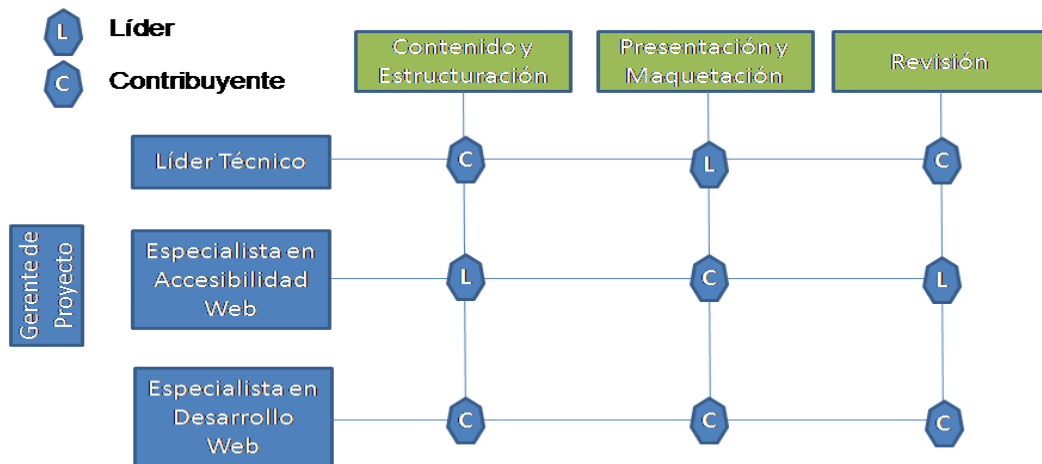 L Líder
C Contribuyente
Contenido y
Estructuración
Presentación y
Maquetación
Revisión
Líder Técnico
C
L
C
Gerente de
Proyecto
Especialista en
Accesibilidad
Web
L
C
L
Especialista en
Desarrollo
Web
C
C
C